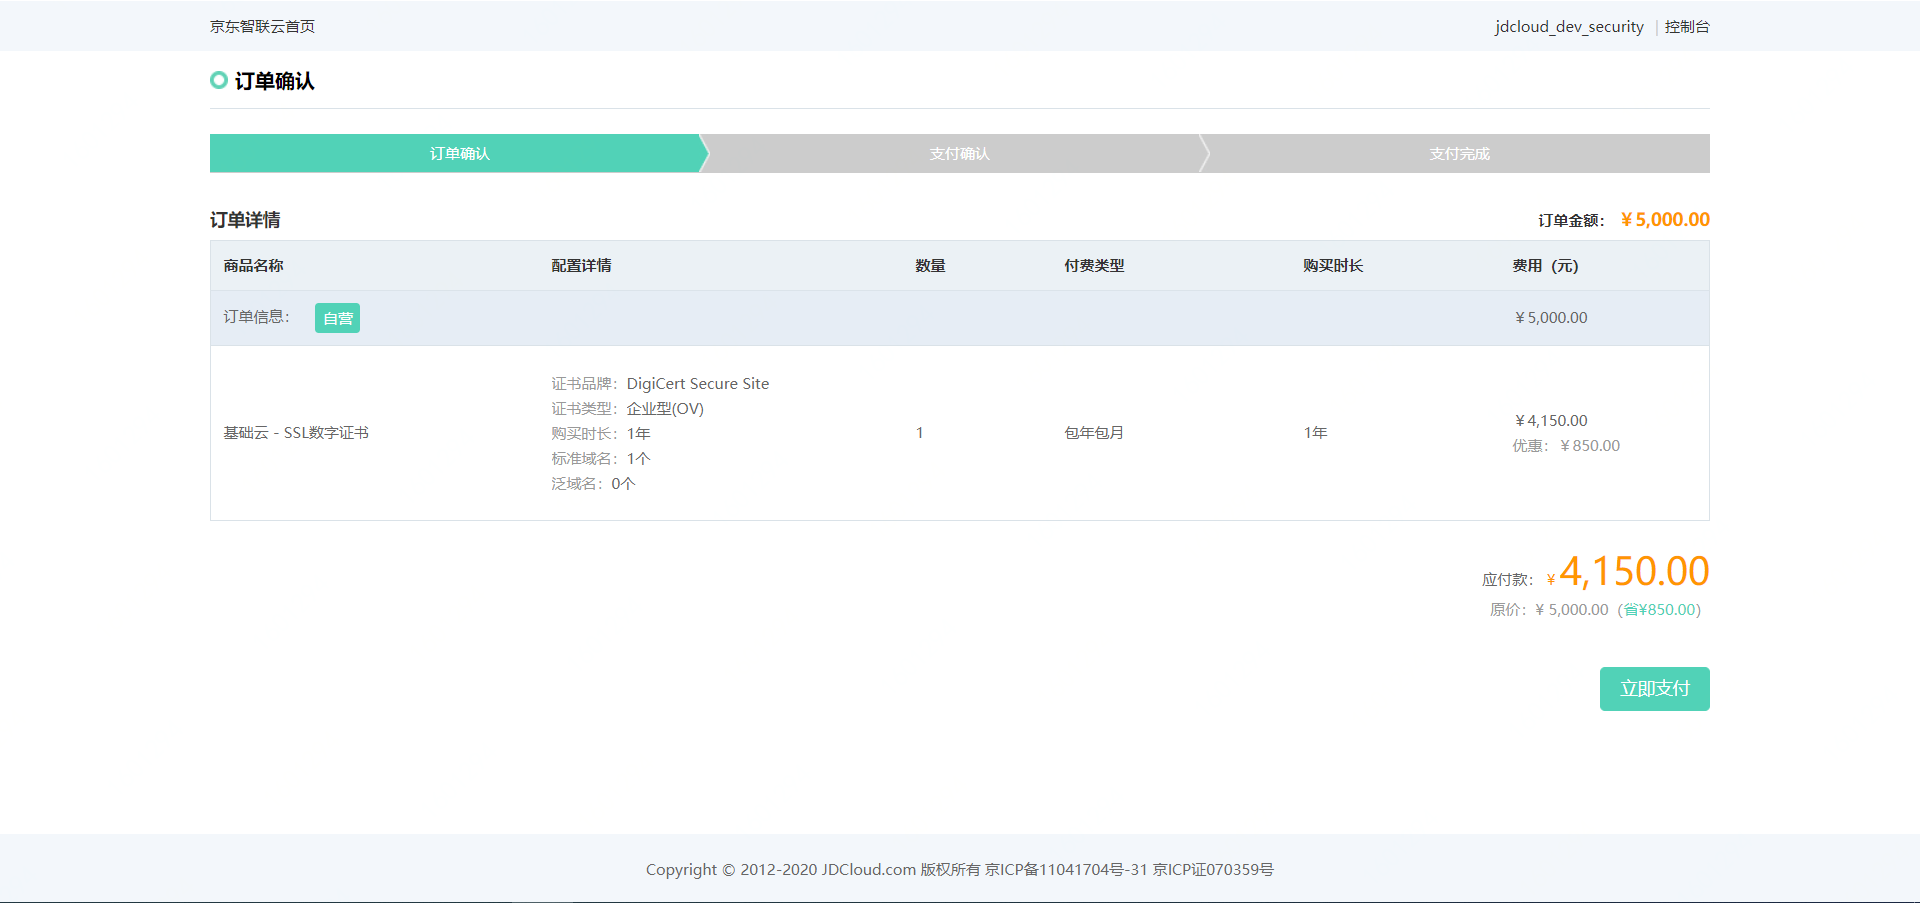 京东智联云首页
jdcloud_dev_security | 控制台
订单确认
订单确认 支付确认 支付完成
订单详情 订单金额： ￥5,000.00
商品名称 配置详情 数量 付费类型 购买时长 费用（元）
订单信息： 自营 ￥5,000.00
证书品牌：DigiCert Secure Site
证书类型：企业型(OV)
购买时长：1年
标准域名：1个
泛域名：0个
基础云 - SSL数字证书 1 包年包月 1年
￥4,150.00
优惠：￥850.00
应付款： ￥4,150.00
原价：¥ 5,000.00（省¥850.00）
立即支付
Copyright © 2012-2020 JDCloud.com 版权所有 京ICP备11041704号-31 京ICP证070359号